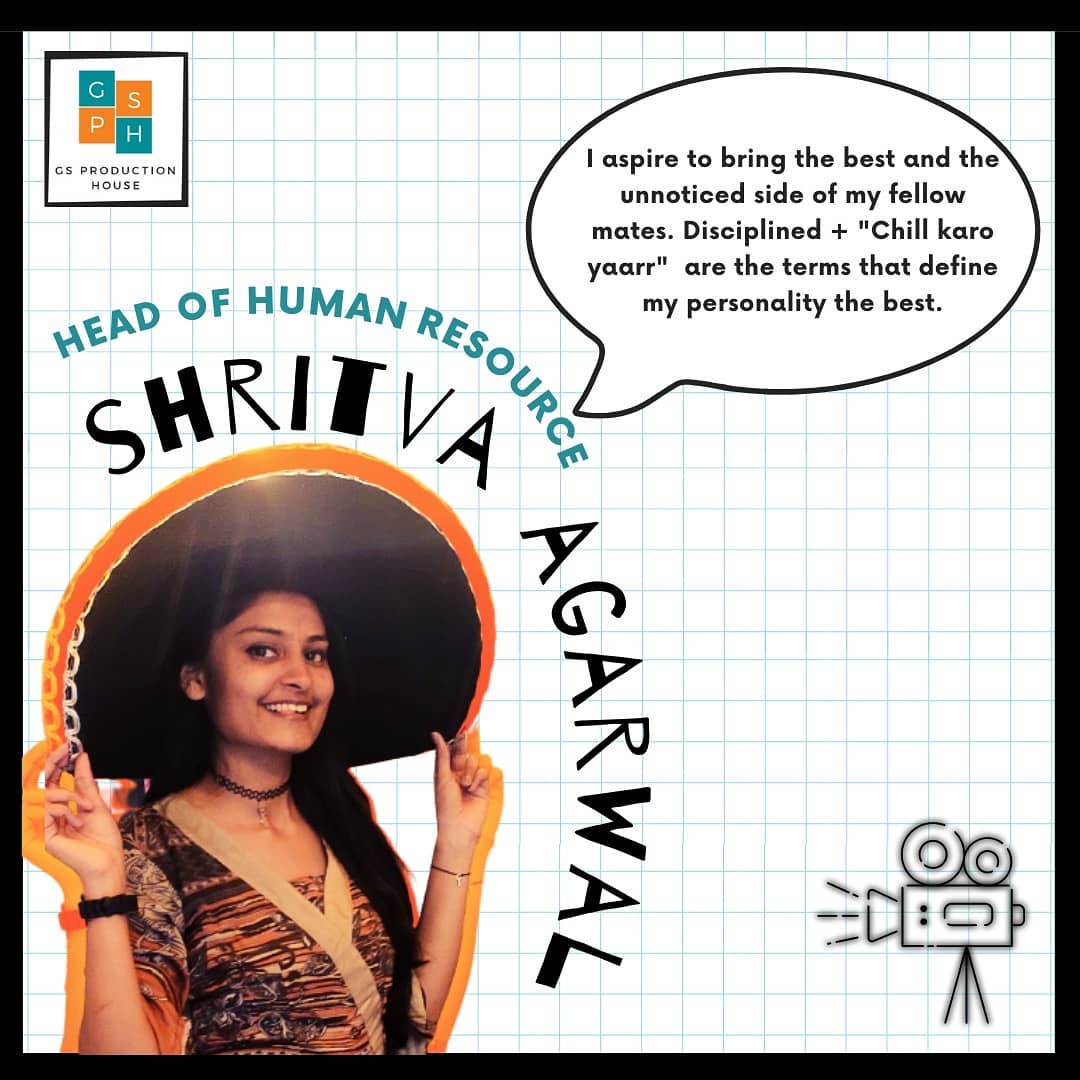 G
S
P
H
GS PRODUCTION
HOUSE
I aspire to bring the best and the
unnoticed side of my fellow
mates. Disciplined + "Chill karo
yaarr" are the terms that define
my personality the best.
HEAD OF HUMAN RESOURCE
SHRITVA
AGARWAL